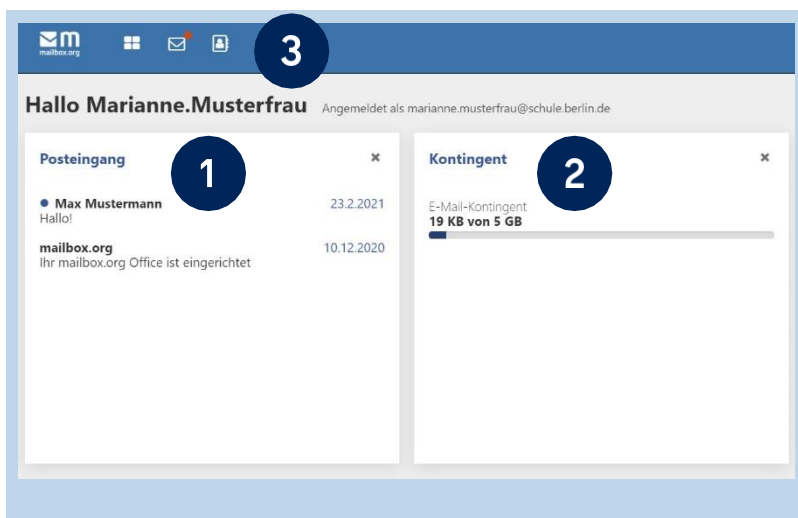 mailbox.org
3
Hallo Marianne.Musterfrau Angemeldet als marianne.musterfrau@schule.berlin.de
Posteingang
1
Max Mustermann 23.2.2021
Hallo!
mailbox.org 10.12.2020
Ihr mailbox.org Office ist eingerichtet
Kontingent
2
E-Mail-Kontingent
19 KB von 5 GB